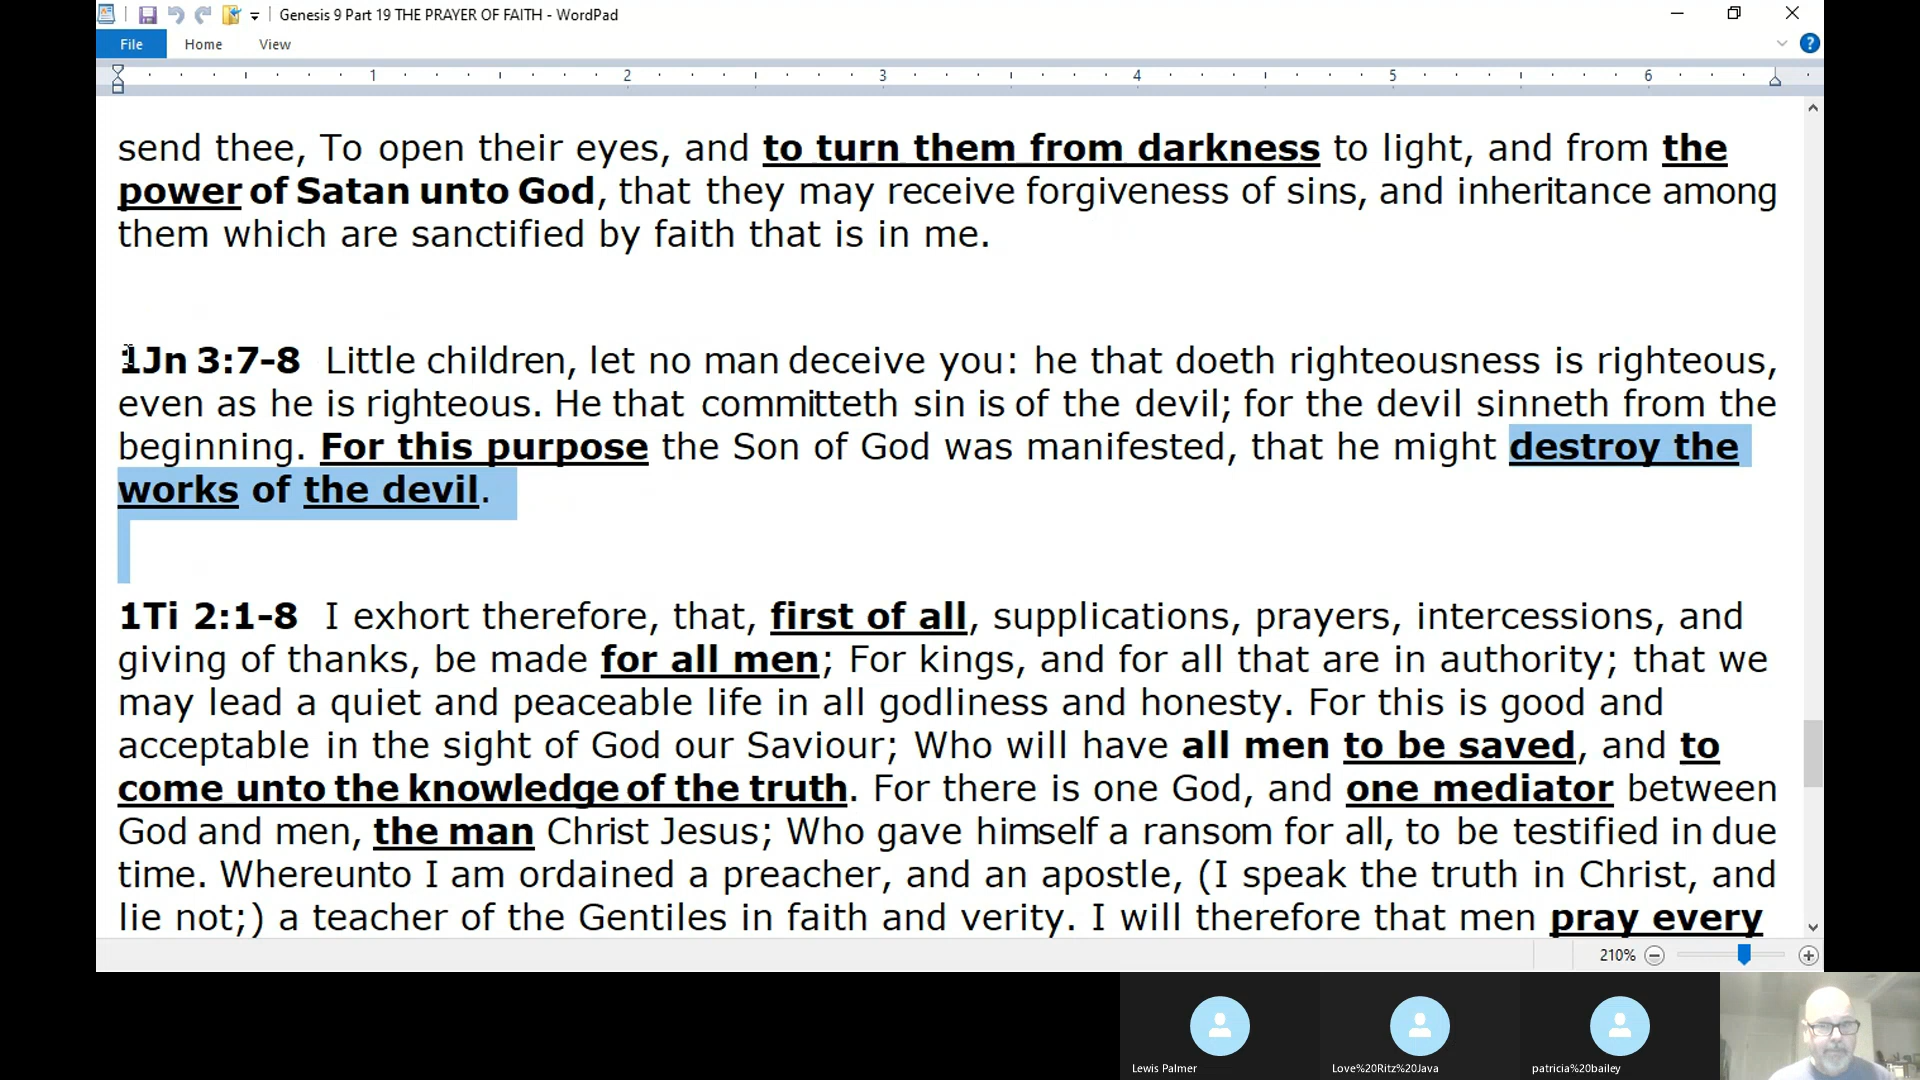 Genesis 9 Part 19 THE PRAYER OF FAITH - WordPad
File Home View
1 2 3 4 5 6
send thee, To open their eyes, and to turn them from darkness to light, and from the
power of Satan unto God, that they may receive forgiveness of sins, and inheritance among
them which are sanctified by faith that is in me.
1Jn 3:7-8 Little children, let no man deceive you: he that doeth righteousness is righteous,
even as he is righteous. He that committeth sin is of the devil; for the devil sinneth from the
beginning. For this purpose the Son of God was manifested, that he might destroy the
works of the devil.
1Ti 2:1-8 I exhort therefore, that, first of all, supplications, prayers, intercessions, and
giving of thanks, be made for all men; For kings, and for all that are in authority; that we
may lead a quiet and peaceable life in all godliness and honesty. For this is good and
acceptable in the sight of God our Saviour; Who will have all men to be saved, and to
come unto the knowledge of the truth. For there is one God, and one mediator between
God and men, the man Christ Jesus; Who gave himself a ransom for all, to be testified in due
time. Whereunto I am ordained a preacher, and an apostle, (I speak the truth in Christ, and
lie not;) a teacher of the Gentiles in faith and verity. I will therefore that men pray every
210%
Lewis Palmer Love%20Ritz%20Java patricia%20bailey